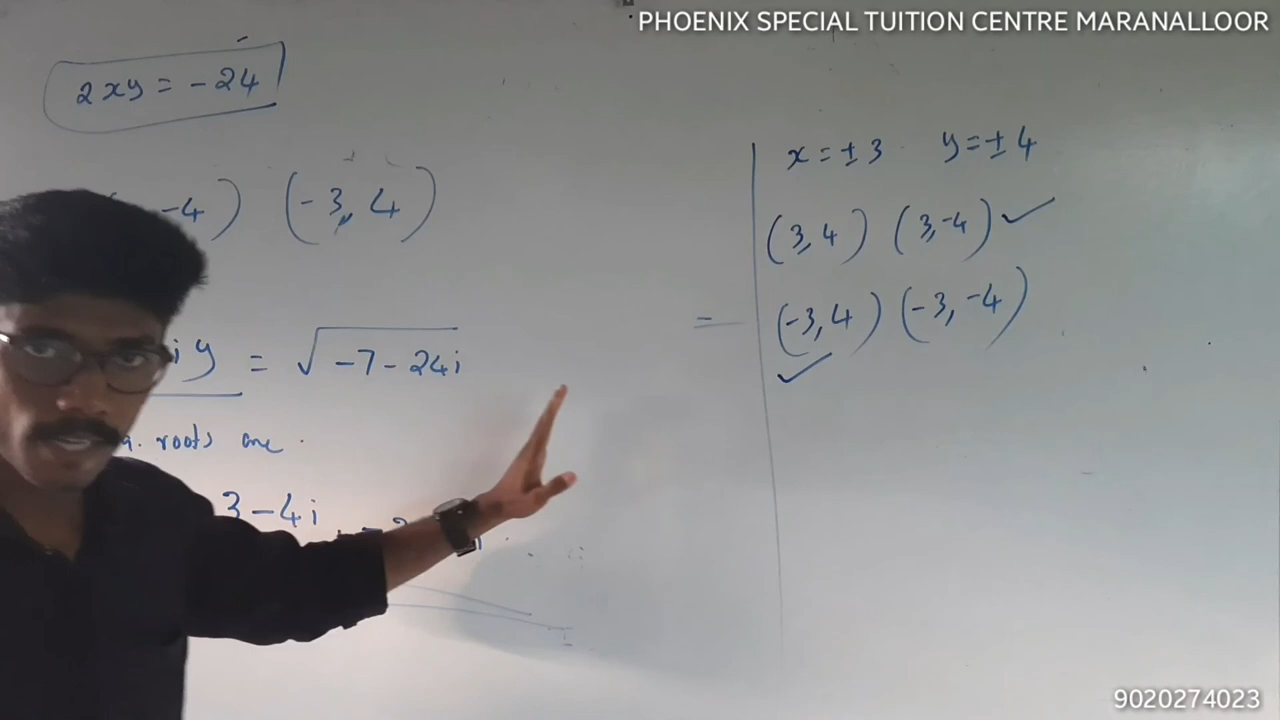 PHOENIX SPECIAL TUITION CENTRE MARANALLOOR
2xy = -24
-4) (-3, 4)
iy = √-7-24i
roots are
3-4i
x = ±3 y = ±4
(3,4) (3,-4) ✓
= (-3,4) (-3,-4)
✓
9020274023